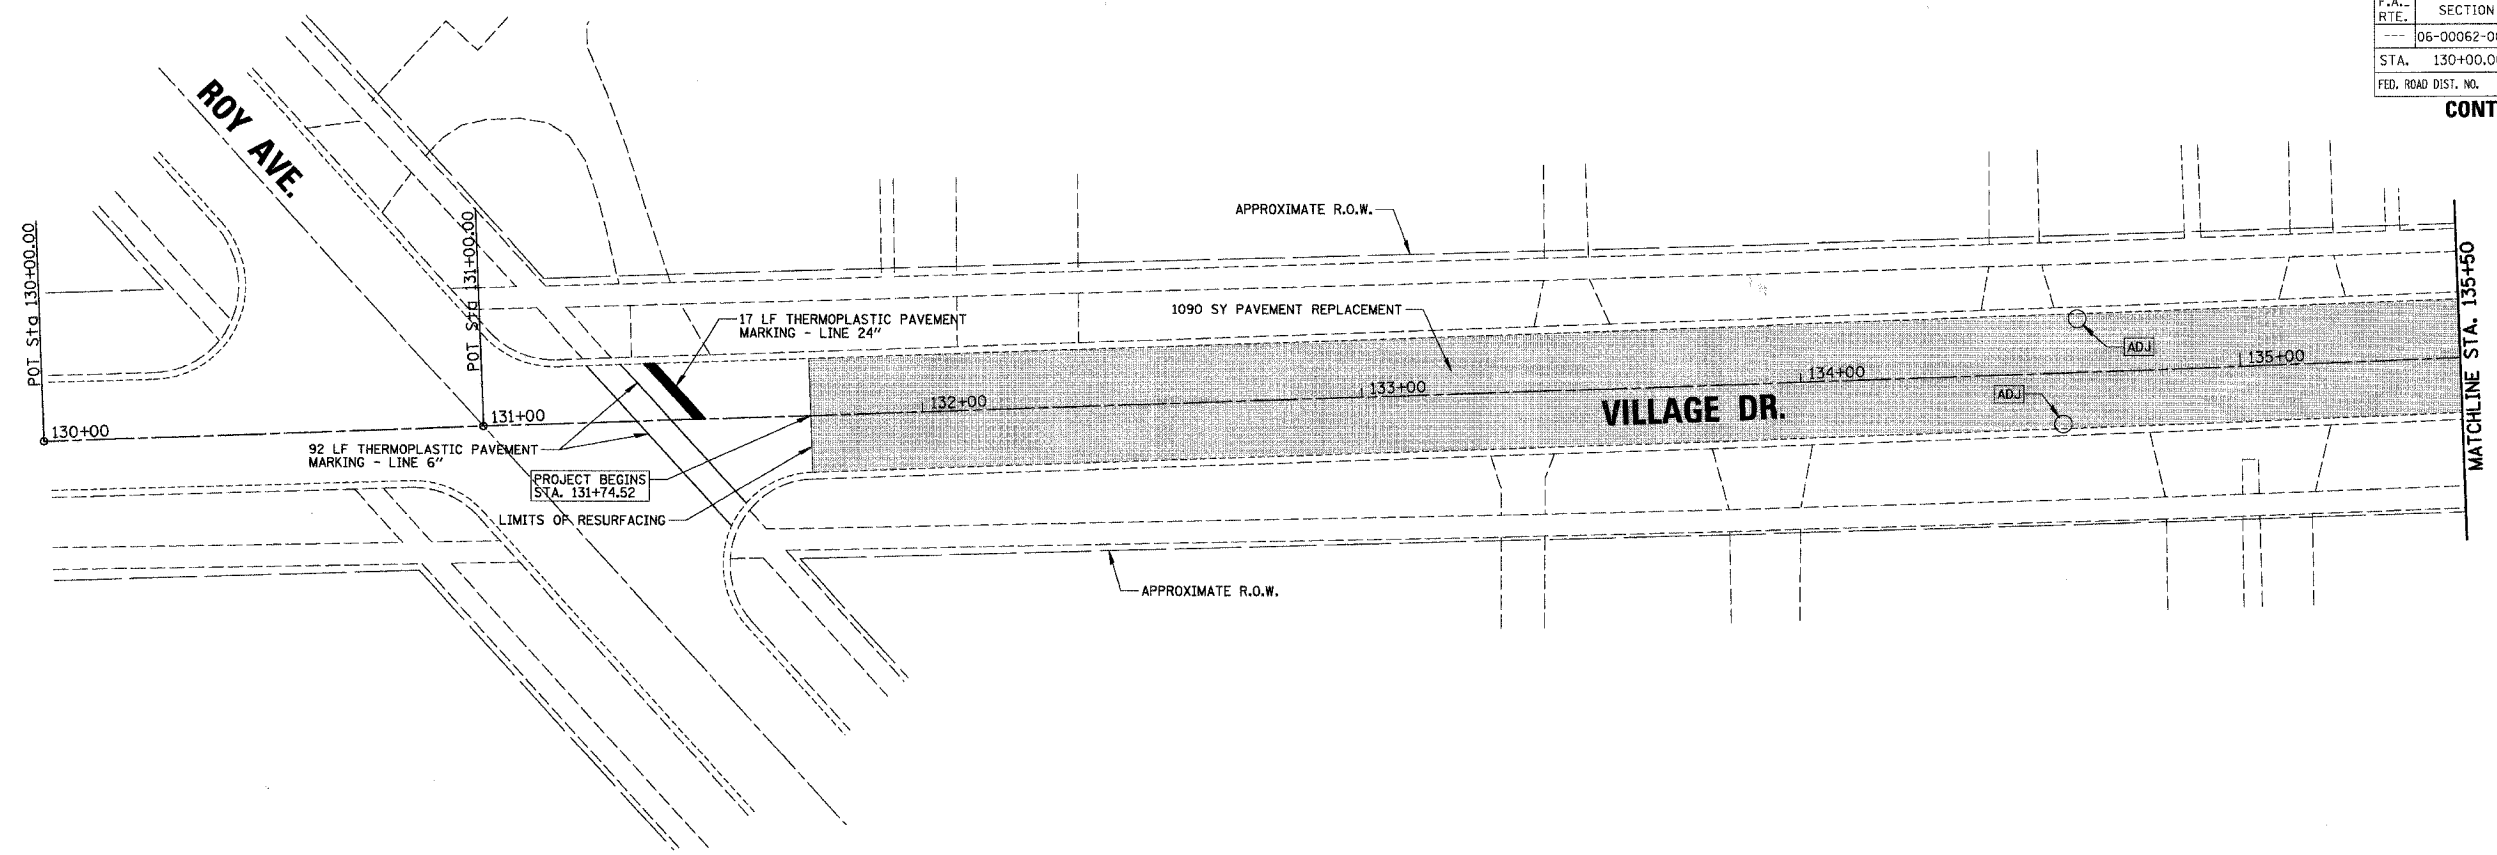 F.A._
RTE.
SECTION
---
06-00062-0
STA. 130+00.0
FED. ROAD DIST. NO.
CONT
ROY AVE.
POT Sta 130+00.00
POT Sta 131+00.00
APPROXIMATE R.O.W.
17 LF THERMOPLASTIC PAVEMENT
MARKING - LINE 24"
1090 SY PAVEMENT REPLACEMENT
MATCHLINE STA. 135+50
ADJ
135+00
134+00
133+00
132+00
131+00
130+00
ADJ
VILLAGE DR.
92 LF THERMOPLASTIC PAVEMENT
MARKING - LINE 6"
PROJECT BEGINS
STA. 131+74.52
LIMITS OF RESURFACING
APPROXIMATE R.O.W.